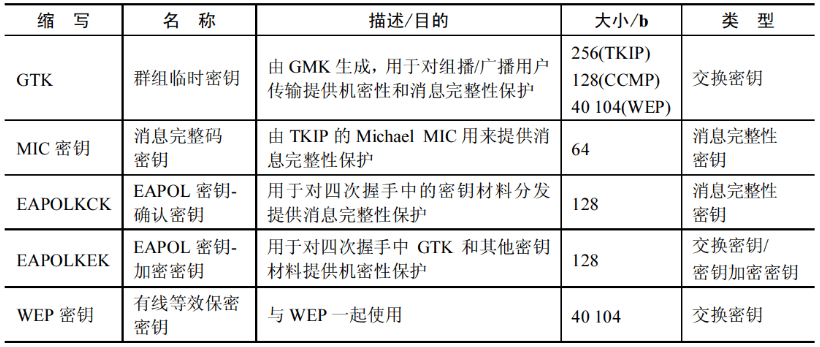 缩 写 名 称 描述/目的 大小/b 类 型
GTK 群组临时密钥 由 GMK 生成，用于对组播/广播用户
传输提供机密性和消息完整性保护 256(TKIP)
128(CCMP)
40 104(WEP) 交换密钥
MIC 密钥 消息完整码
密钥 由 TKIP 的 Michael MIC 用来提供消
息完整性保护 64 消息完整性
密钥
EAPOLKCK EAPOL 密钥-
确认密钥 用于对四次握手中的密钥材料分发
提供消息完整性保护 128 消息完整性
密钥
EAPOLKEK EAPOL 密钥-
加密密钥 用于对四次握手中 GTK 和其他密钥
材料提供机密性保护 128 交换密钥/
密钥加密密钥
WEP 密钥 有线等效保密
密钥 与 WEP 一起使用 40 104 交换密钥